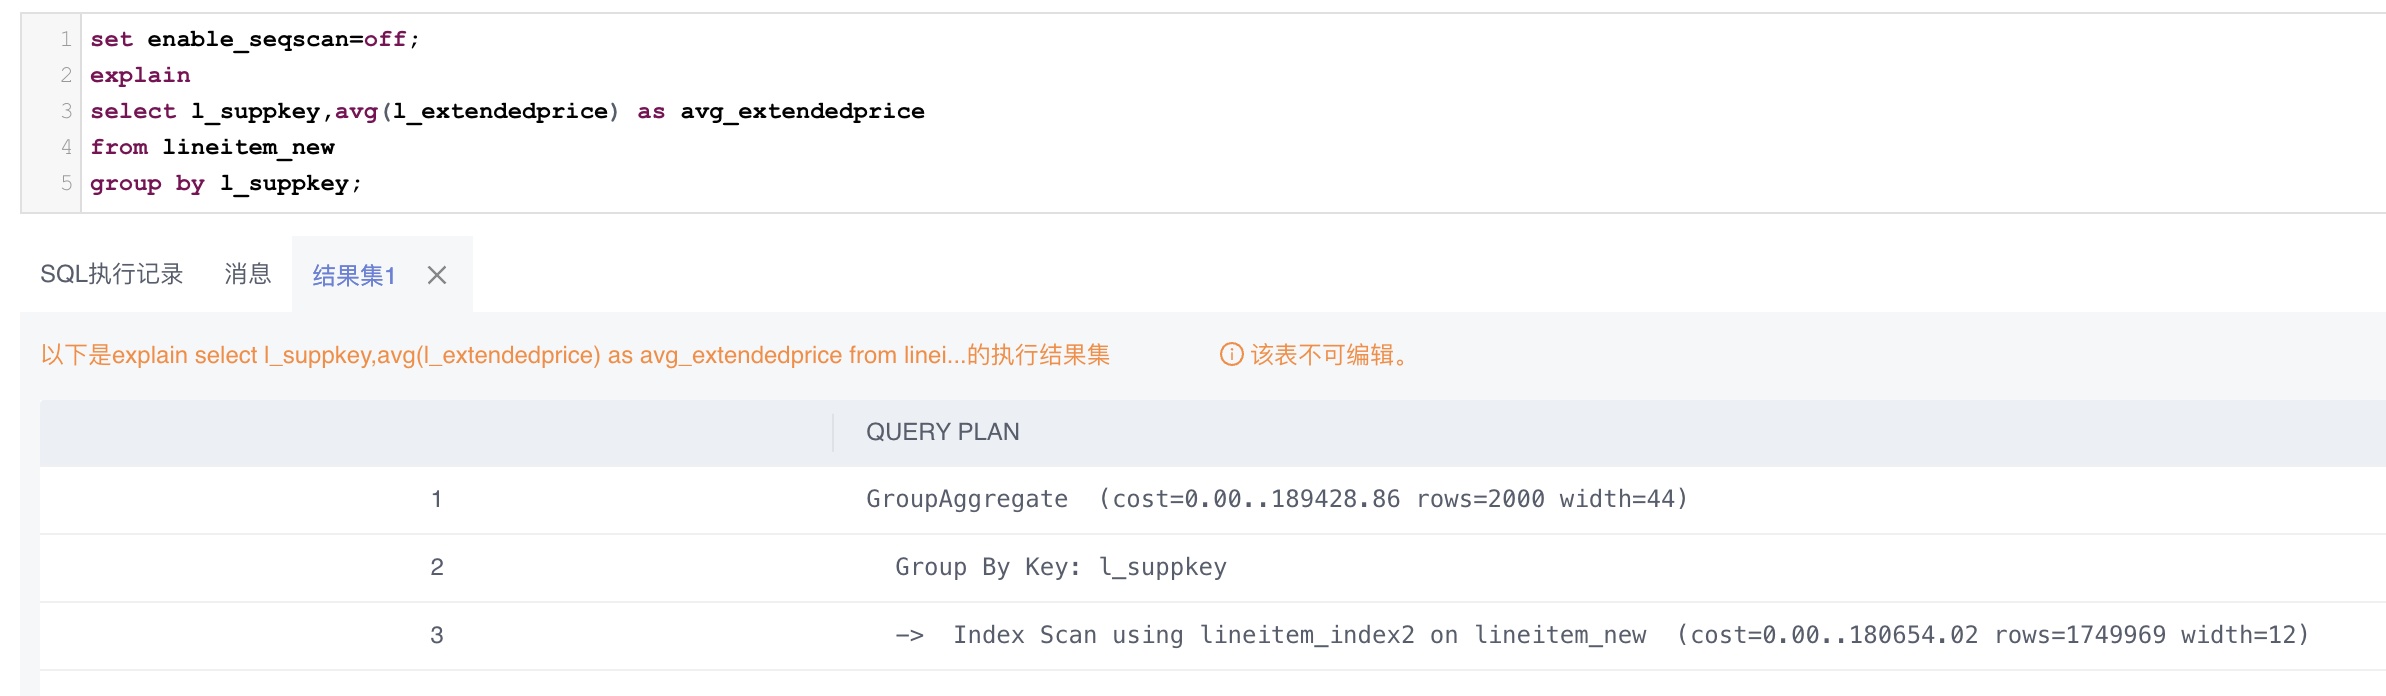 1 set enable_seqscan=off;
2 explain
3 select l_suppkey,avg(l_extendedprice) as avg_extendedprice
4 from lineitem_new
5 group by l_suppkey;
SQL执行记录 消息 结果集1
以下是explain select l_suppkey,avg(l_extendedprice) as avg_extendedprice from linei...的执行结果集 该表不可编辑。
QUERY PLAN
1 GroupAggregate (cost=0.00..189428.86 rows=2000 width=44)
2 Group By Key: l_suppkey
3 -> Index Scan using lineitem_index2 on lineitem_new (cost=0.00..180654.02 rows=1749969 width=12)